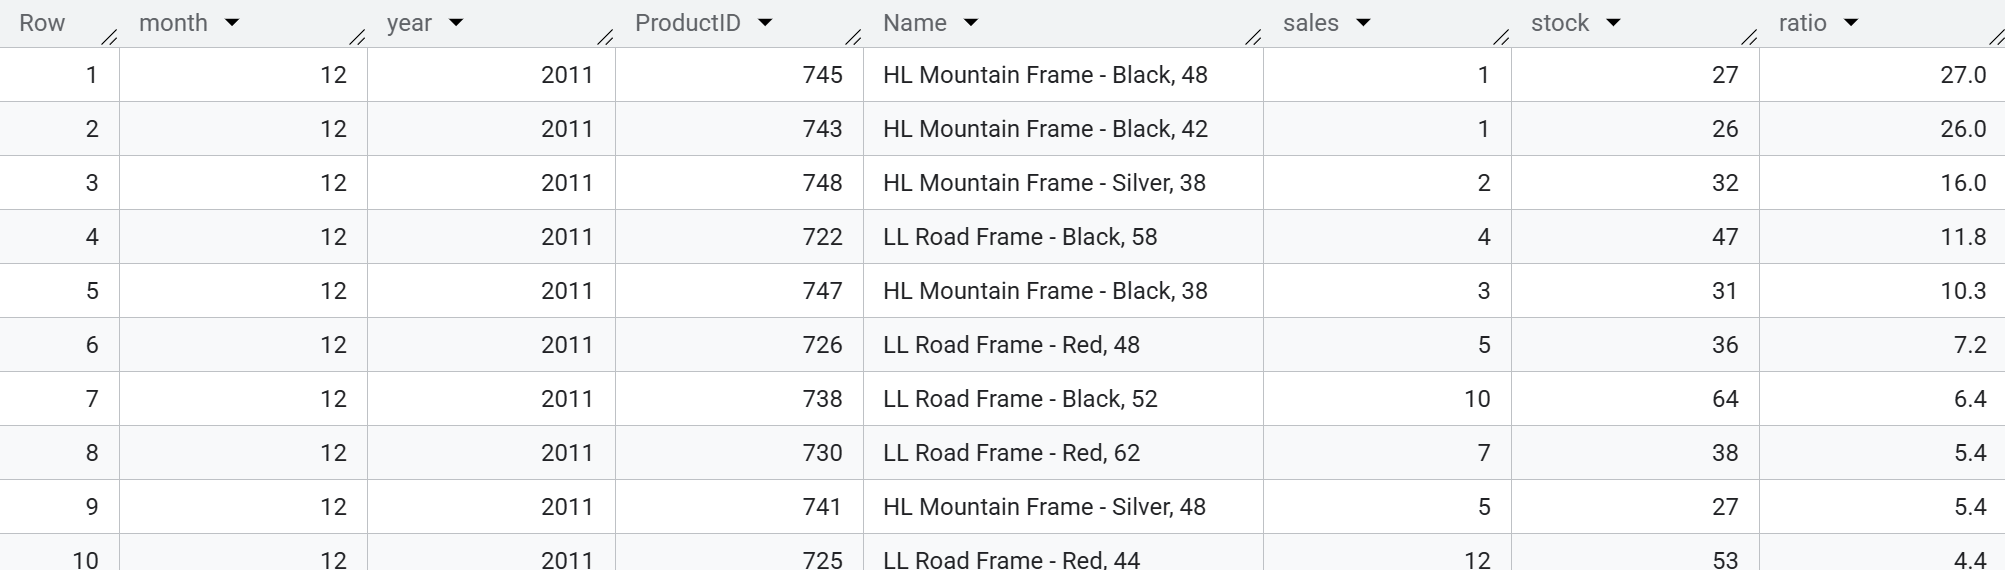 Row month year ProductID Name sales stock ratio
1 12 2011 745 HL Mountain Frame - Black, 48 1 27 27.0
2 12 2011 743 HL Mountain Frame - Black, 42 1 26 26.0
3 12 2011 748 HL Mountain Frame - Silver, 38 2 32 16.0
4 12 2011 722 LL Road Frame - Black, 58 4 47 11.8
5 12 2011 747 HL Mountain Frame - Black, 38 3 31 10.3
6 12 2011 726 LL Road Frame - Red, 48 5 36 7.2
7 12 2011 738 LL Road Frame - Black, 52 10 64 6.4
8 12 2011 730 LL Road Frame - Red, 62 7 38 5.4
9 12 2011 741 HL Mountain Frame - Silver, 48 5 27 5.4
10 12 2011 725 LL Road Frame - Red, 44 12 53 4.4